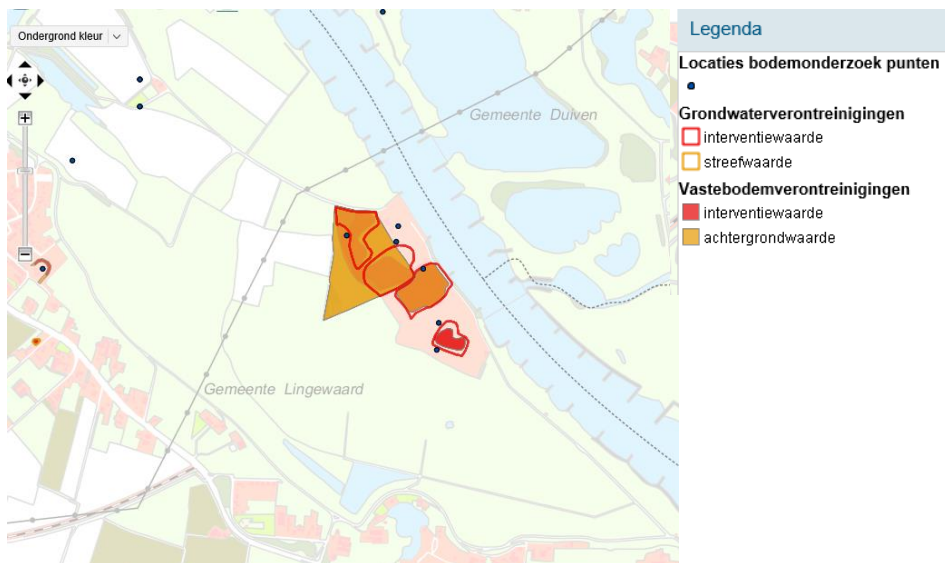 Ondergrond kleur
Gemeente Duiven
Gemeente Lingewaard
Legenda
Locaties bodemonderzoek punten
Grondwaterverontreinigingen
interventiewaarde
streefwaarde
Vastebodemverontreinigingen
interventiewaarde
achtergrondwaarde